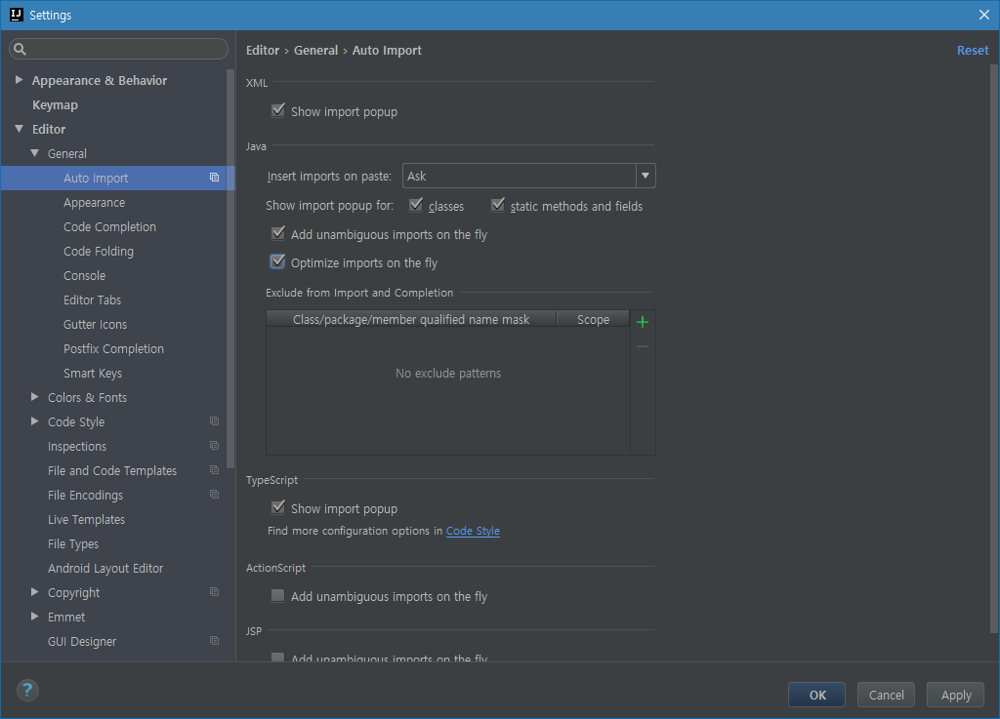 IJ Settings
Appearance & Behavior
Keymap
Editor
General
Auto Import
Appearance
Code Completion
Code Folding
Console
Editor Tabs
Gutter Icons
Postfix Completion
Smart Keys
Colors & Fonts
Code Style
Inspections
File and Code Templates
File Encodings
Live Templates
File Types
Android Layout Editor
Copyright
Emmet
GUI Designer
Editor › General › Auto Import Reset
XML
Show import popup
Java
Insert imports on paste: Ask
Show import popup for: classes static methods and fields
Add unambiguous imports on the fly
Optimize imports on the fly
Exclude from Import and Completion
Class/package/member qualified name mask Scope
No exclude patterns
TypeScript
Show import popup
Find more configuration options in Code Style
ActionScript
Add unambiguous imports on the fly
JSP
Add unambiguous imports on the fly
? OK Cancel Apply